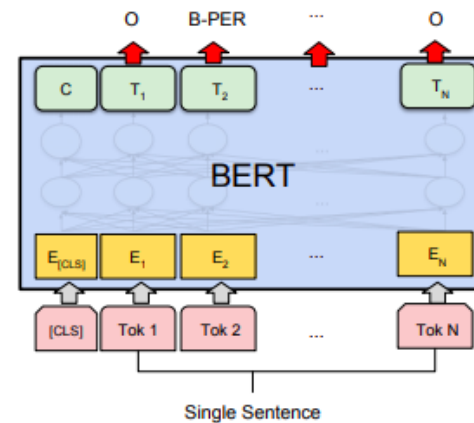 O B-PER ... O
C T1 T2 ... TN
...
...
BERT
E[CLS] E1 E2 ... EN
[CLS] Tok 1 Tok 2 ... Tok N
Single Sentence